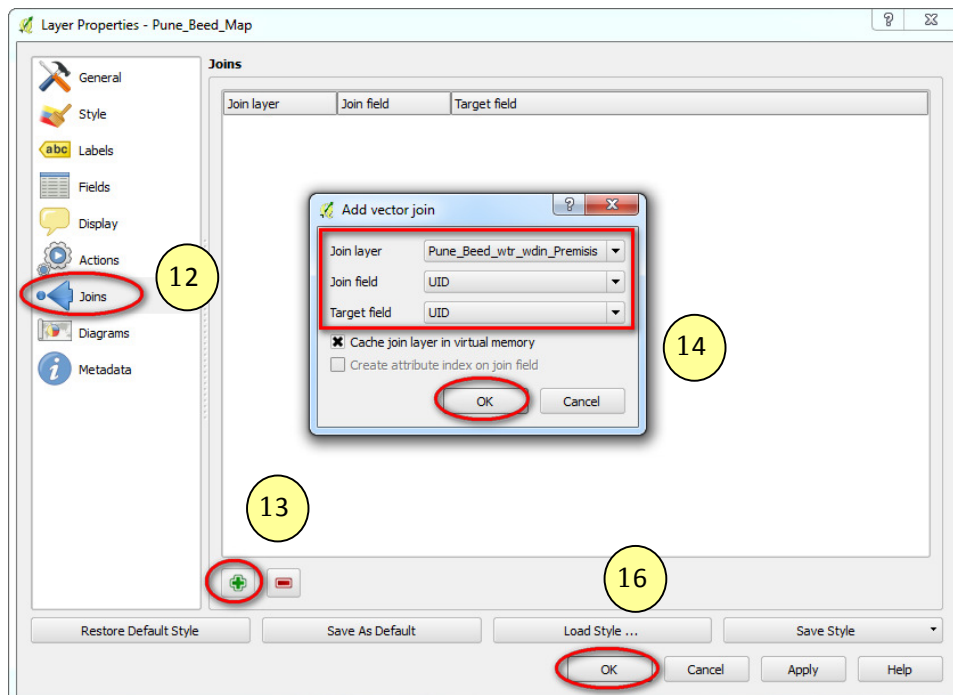 Layer Properties - Pune_Beed_Map
General
Style
abc Labels
Fields
Display
Actions
Joins
Diagrams
Metadata
12
Joins
Join layer Join field Target field
Add vector join
Join layer Pune_Beed_wtr_wdin_Premisis
Join field UID
Target field UID
Cache join layer in virtual memory
Create attribute index on join field
OK Cancel
14
13
16
Restore Default Style Save As Default Load Style ... Save Style
OK Cancel Apply Help